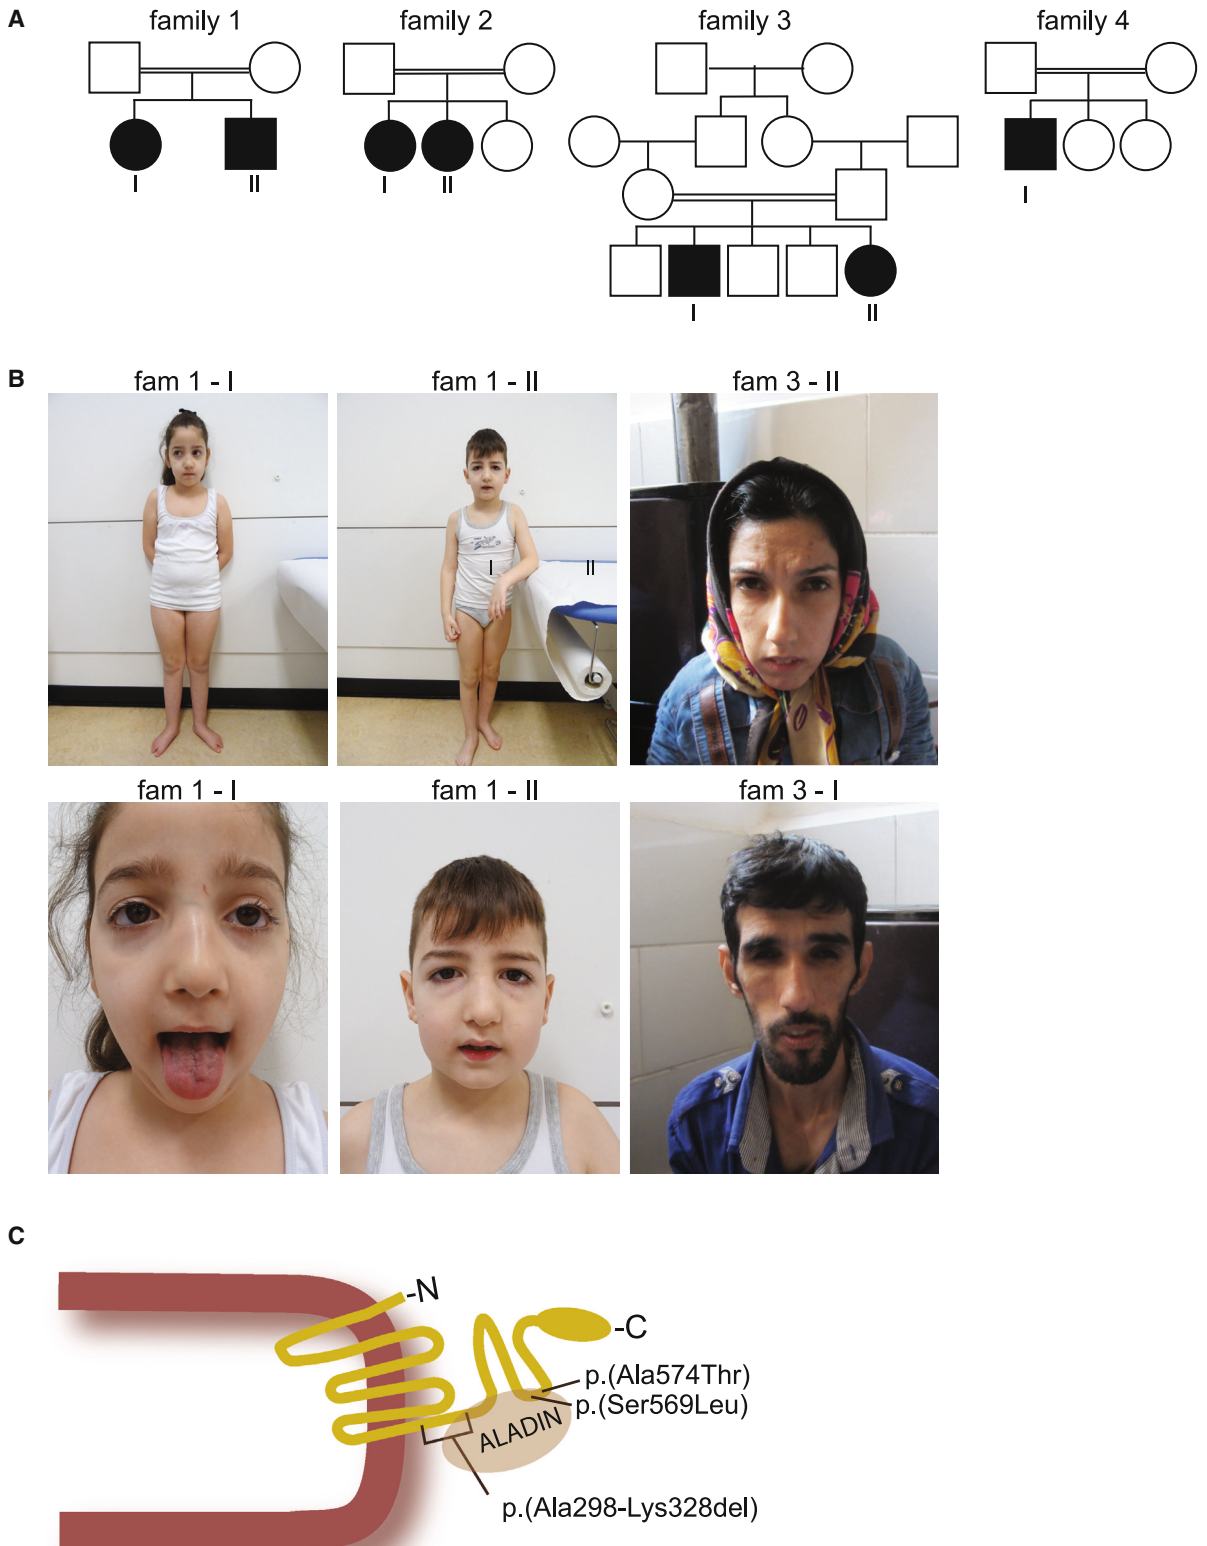 A
family 1
family 2
family 3
family 4
I
II
I
II
I
I
II
B
fam 1 - I
fam 1 - II
fam 3 - II
I
II
fam 1 - I
fam 1 - II
fam 3 - I
C
-N
-C
p.(Ala574Thr)
p.(Ser569Leu)
ALADIN
p.(Ala298-Lys328del)